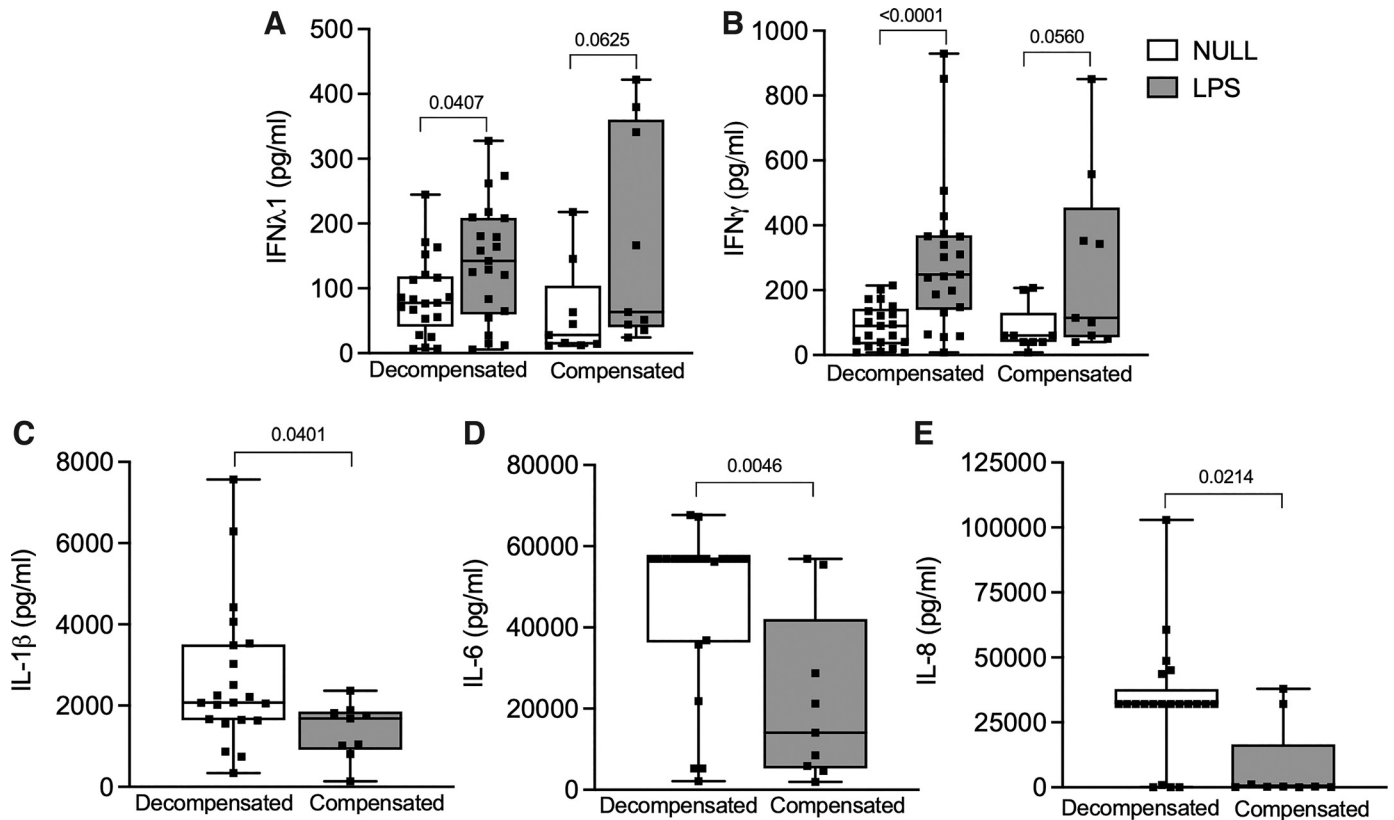 A
IFNλ1 (pg/ml)
500
400
300
200
100
0
0.0407
0.0625
Decompensated
Compensated
B
IFNγ (pg/ml)
1000
800
600
400
200
0
<0.0001
0.0560
Decompensated
Compensated
NULL
LPS
C
IL-1β (pg/ml)
8000
6000
4000
2000
0
0.0401
Decompensated
Compensated
D
IL-6 (pg/ml)
80000
60000
40000
20000
0
0.0046
Decompensated
Compensated
E
IL-8 (pg/ml)
125000
100000
75000
50000
25000
0
0.0214
Decompensated
Compensated